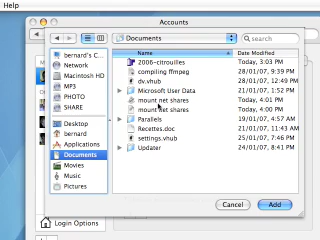 Help
Accounts
Documents
search
Name Date Modified
bernard's C...
Network
Macintosh HD
MP3
PHOTO
SHARE
Desktop
bernard
Applications
Documents
Movies
Music
Pictures
2006-citrouilles Today, 3:03 PM
compiling ffmpeg 28/01/07, 9:39 PM
dv.vhub 28/01/07, 12:49 PM
Microsoft User Data 21/01/07, 1:52 PM
mount net shares Today, 4:01 PM
mount net shares Today, 4:00 PM
Parallels 19/01/07, 4:57 AM
Recettes.doc 21/01/07, 11:43 AM
settings.vhub 25/01/07, 7:46 PM
Updater 24/01/07, 8:41 PM
Cancel Add
Login Options